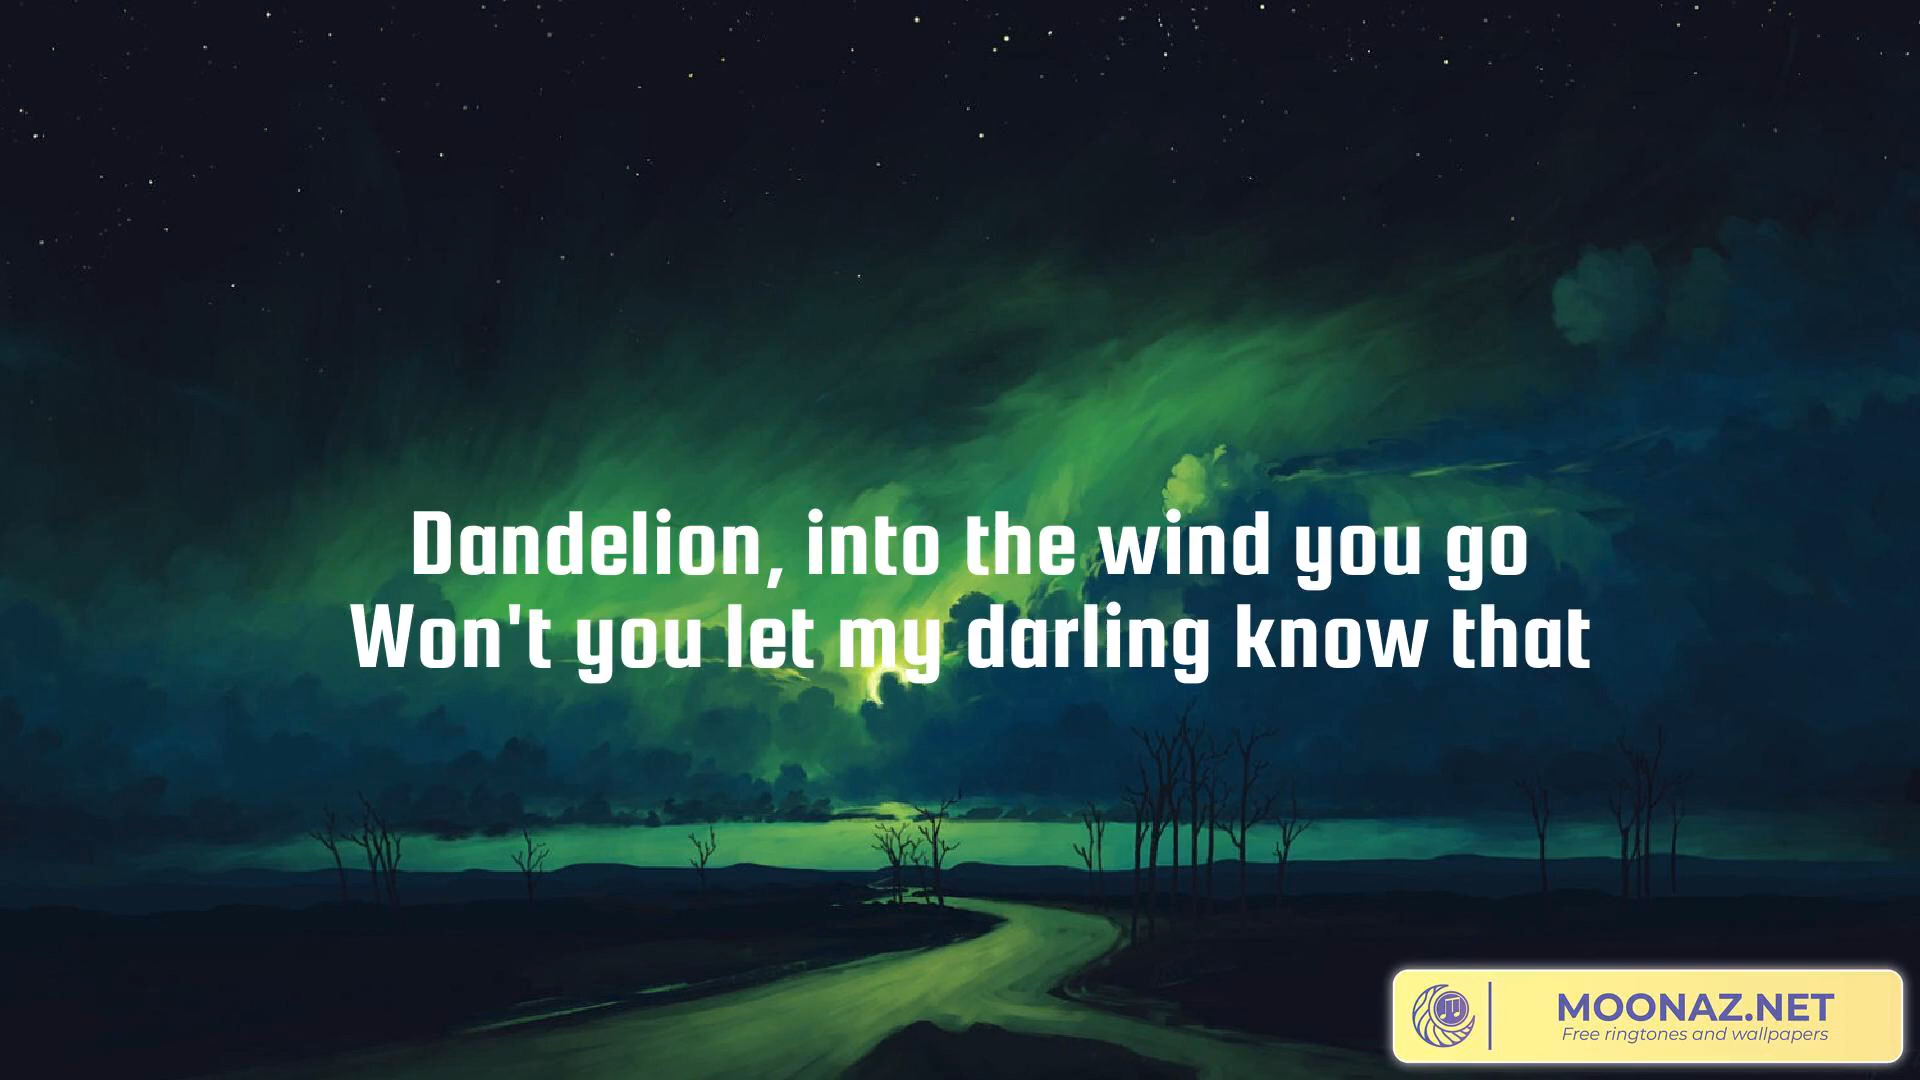 Dandelion, into the wind you go
Won't you let my darling know that
MOONAZ.NET
Free ringtones and wallpapers